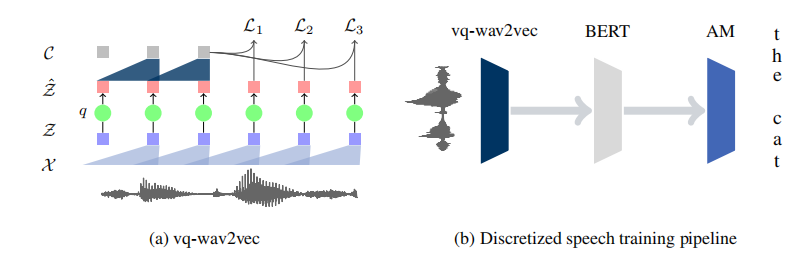 L₁ L₂ L₃
C
Ẑ
q
Z
X
(a) vq-wav2vec
vq-wav2vec BERT AM
t
h
e
c
a
t
(b) Discretized speech training pipeline